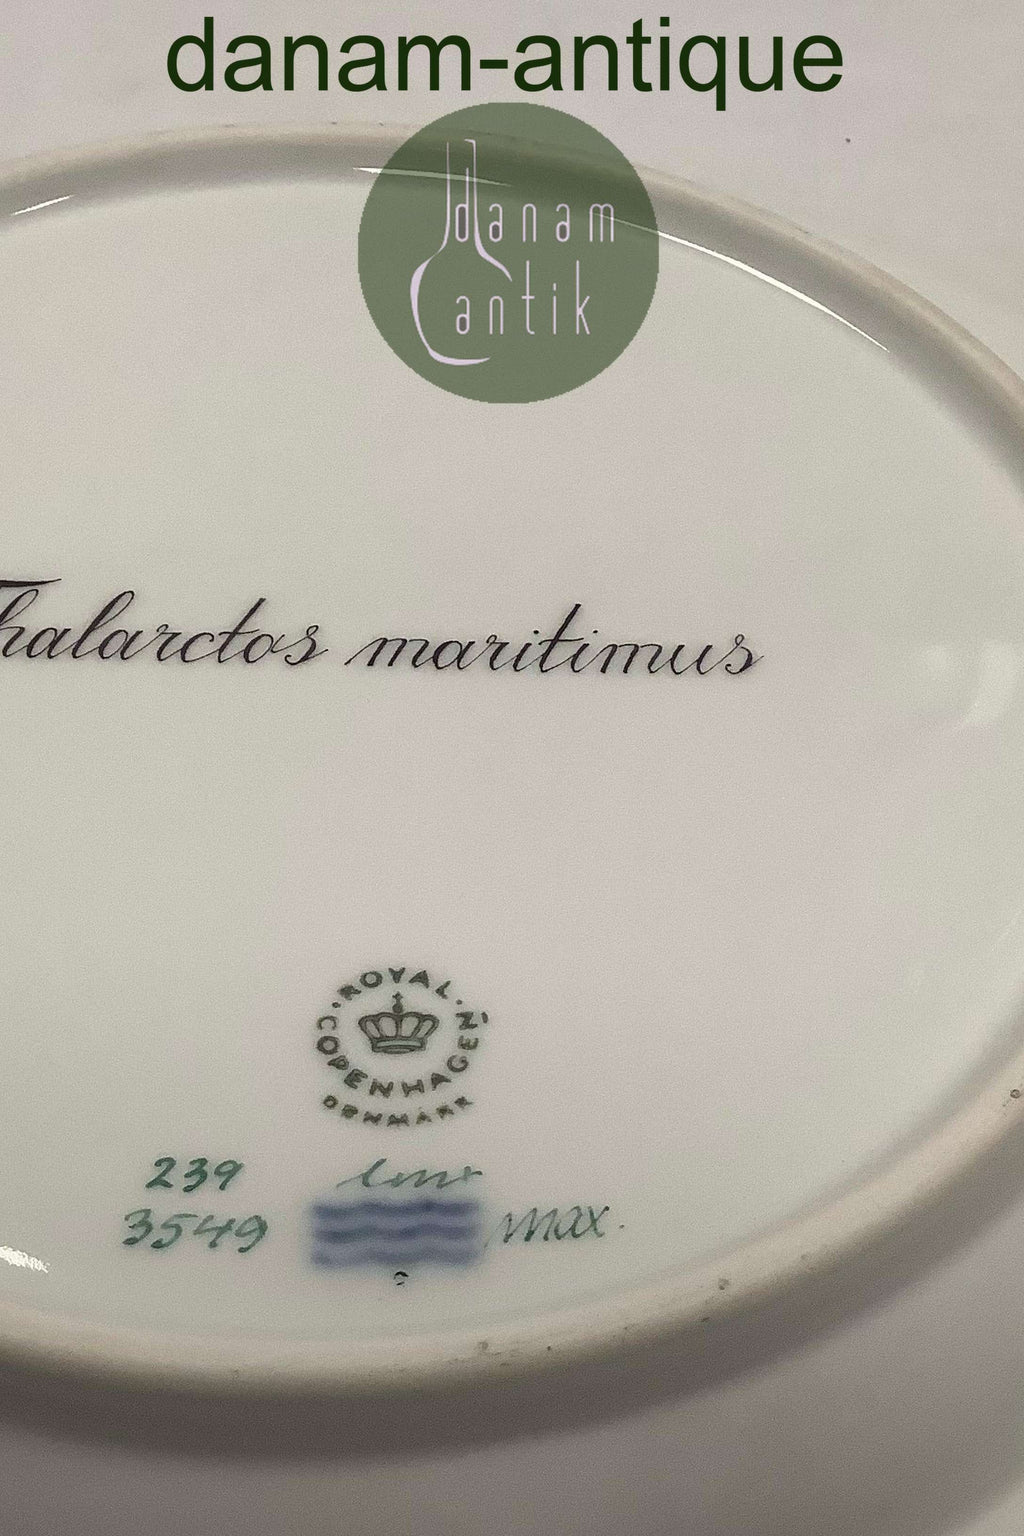 danam-antique
danam
antik
Thalarctos maritimus
ROYAL
COPENHAGEN
DENMARK
239
3549
max.